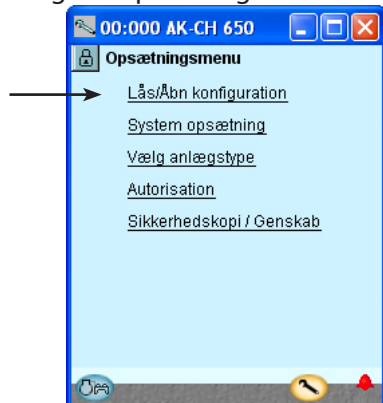 00:000 AK-CH 650
Opsætningsmenu
Lås/Åbn konfiguration
System opsætning
Vælg anlægstype
Autorisation
Sikkerhedskopi / Genskab